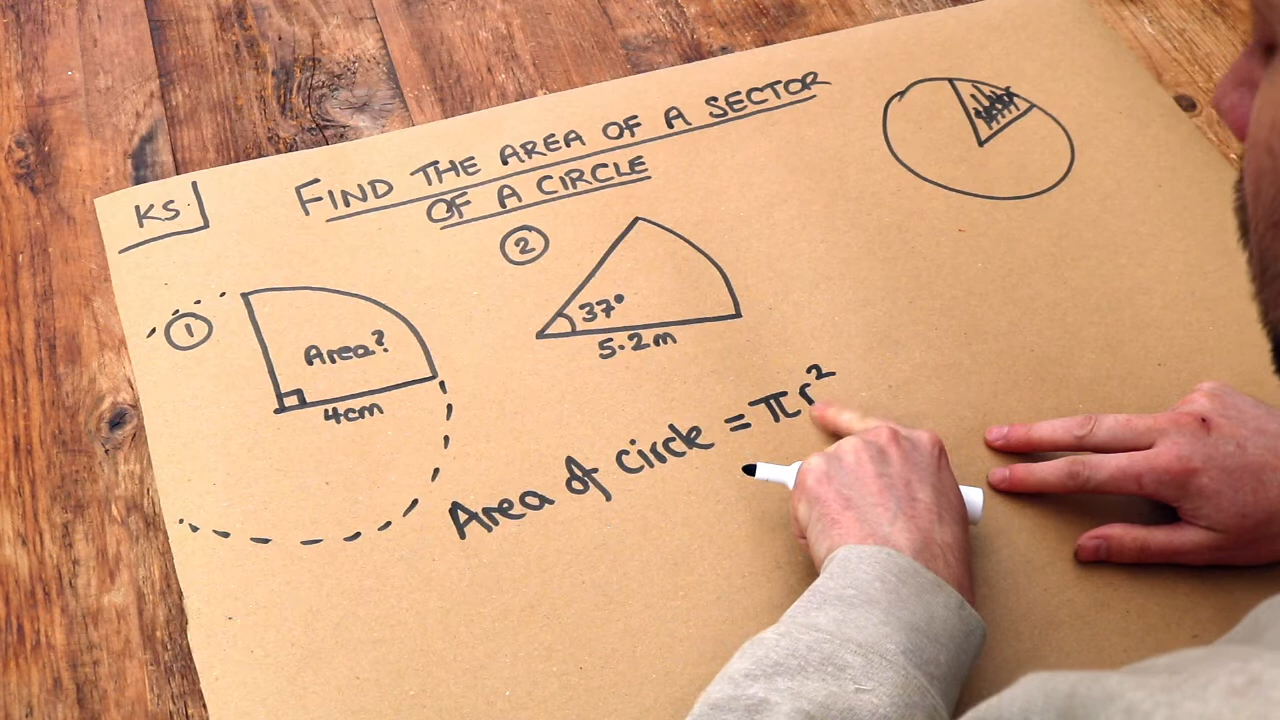 KS
FIND THE AREA OF A SECTOR
OF A CIRCLE
①
Area?
4cm
②
37°
5.2m
Area of circle = πr²